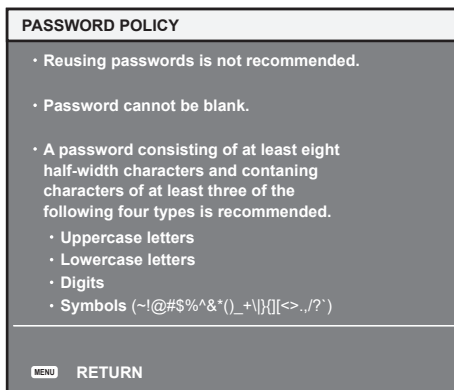 PASSWORD POLICY
・Reusing passwords is not recommended.
・Password cannot be blank.
・A password consisting of at least eight
half-width characters and contaning
characters of at least three of the
following four types is recommended.
・Uppercase letters
・Lowercase letters
・Digits
・Symbols (~!@#$%^&*()_+\|}{][<>.,/?`)
MENU RETURN